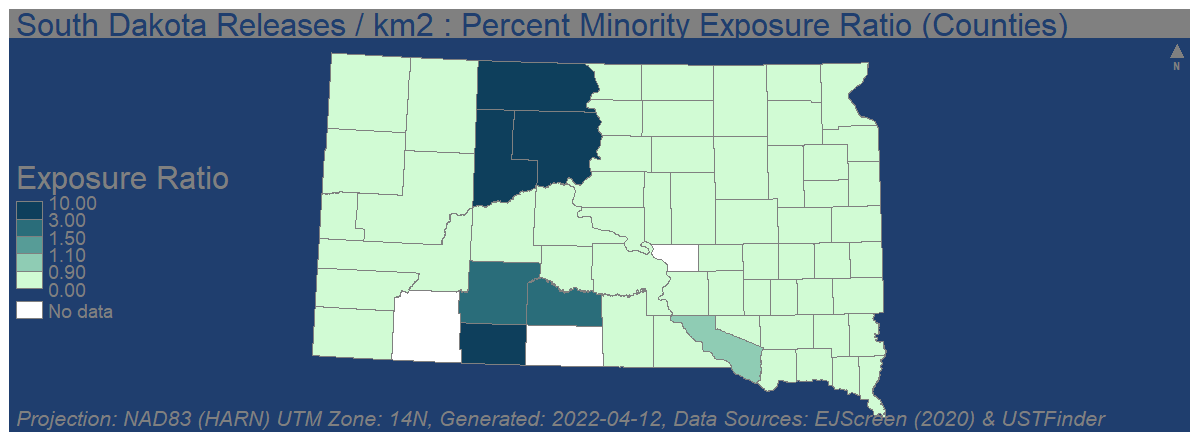 South Dakota Releases / km2 : Percent Minority Exposure Ratio (Counties)
N
Exposure Ratio
10.00
3.00
1.50
1.10
0.90
0.00
No data
Projection: NAD83 (HARN) UTM Zone: 14N, Generated: 2022-04-12, Data Sources: EJScreen (2020) & USTFinder